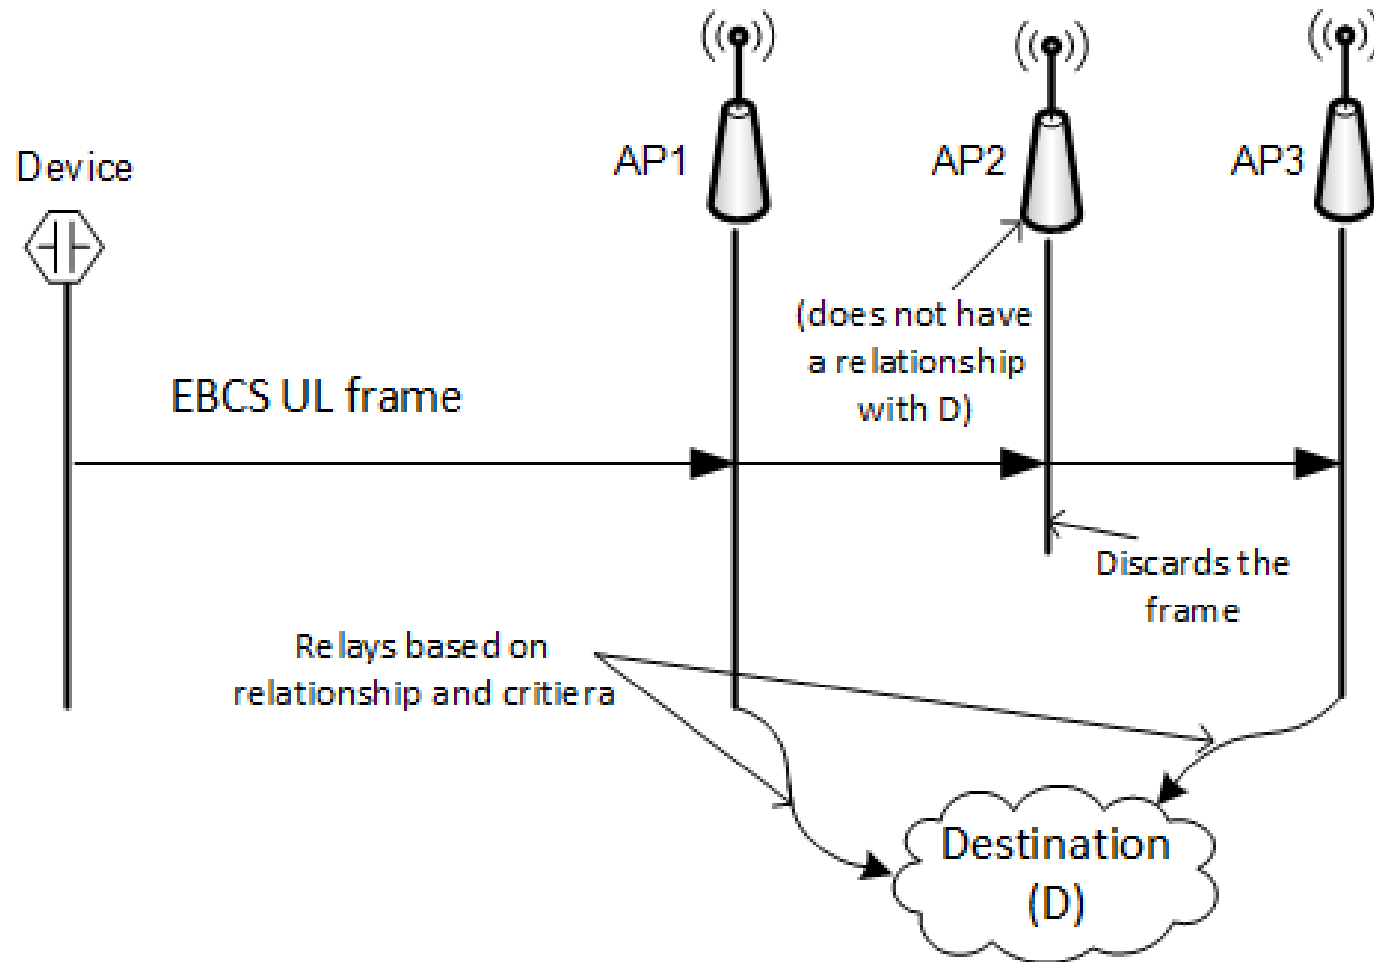 AP1
AP2
AP3
Device
(does not have
a relationship
with D)
EBCS UL frame
Discards the
frame
Relays based on
relationship and critiera
Destination
(D)